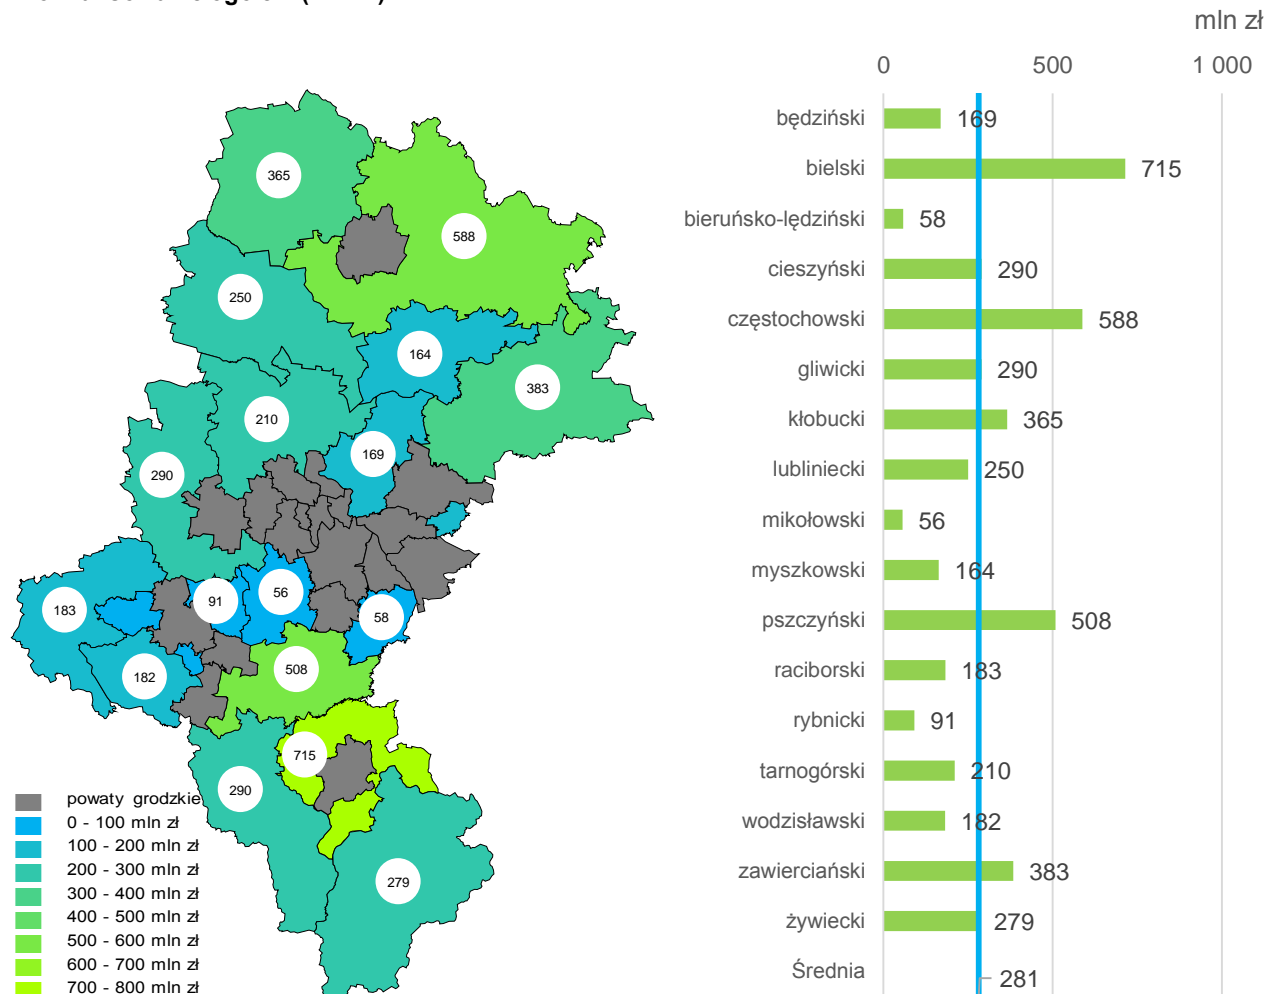 mln zł
0 500 1 000
będziński 169
bielski 715
bieruńsko-lędziński 58
cieszyński 290
częstochowski 588
gliwicki 290
kłobucki 365
lubliniecki 250
mikołowski 56
myszkowski 164
pszczyński 508
raciborski 183
rybnicki 91
tarnogórski 210
wodzisławski 182
zawierciański 383
żywiecki 279
Średnia 281
365
588
250
164
383
210
169
290
183
91
56
58
182
508
715
290
279
powaty grodzkie
0 - 100 mln zł
100 - 200 mln zł
200 - 300 mln zł
300 - 400 mln zł
400 - 500 mln zł
500 - 600 mln zł
600 - 700 mln zł
700 - 800 mln zł